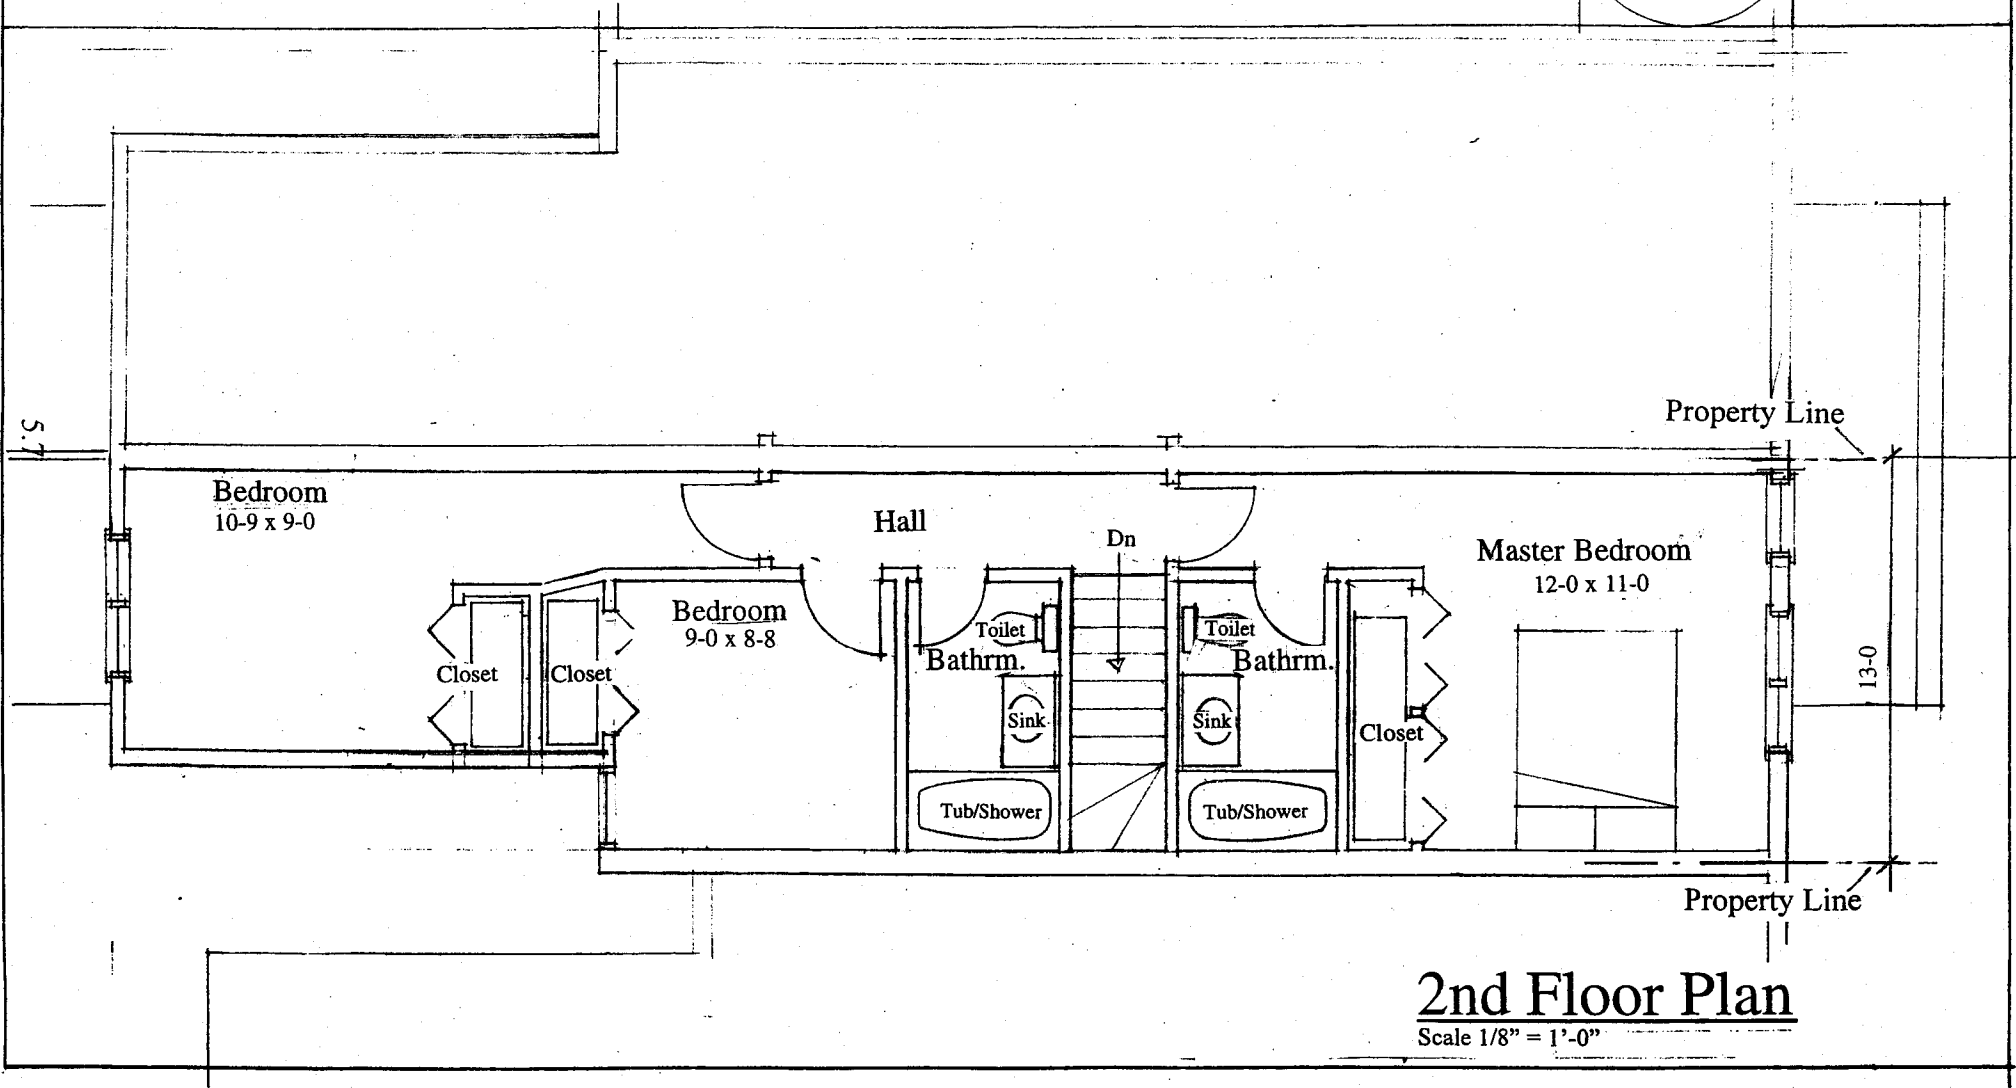 Property Line
5.7
Bedroom
10-9 x 9-0
Hall
Dn
Master Bedroom
12-0 x 11-0
Bedroom
9-0 x 8-8
Toilet
Toilet
Bathrm.
Bathrm.
Closet
Closet
13-0
Sink
Sink
Closet
Tub/Shower
Tub/Shower
Property Line
2nd Floor Plan
Scale 1/8” = 1’-0”